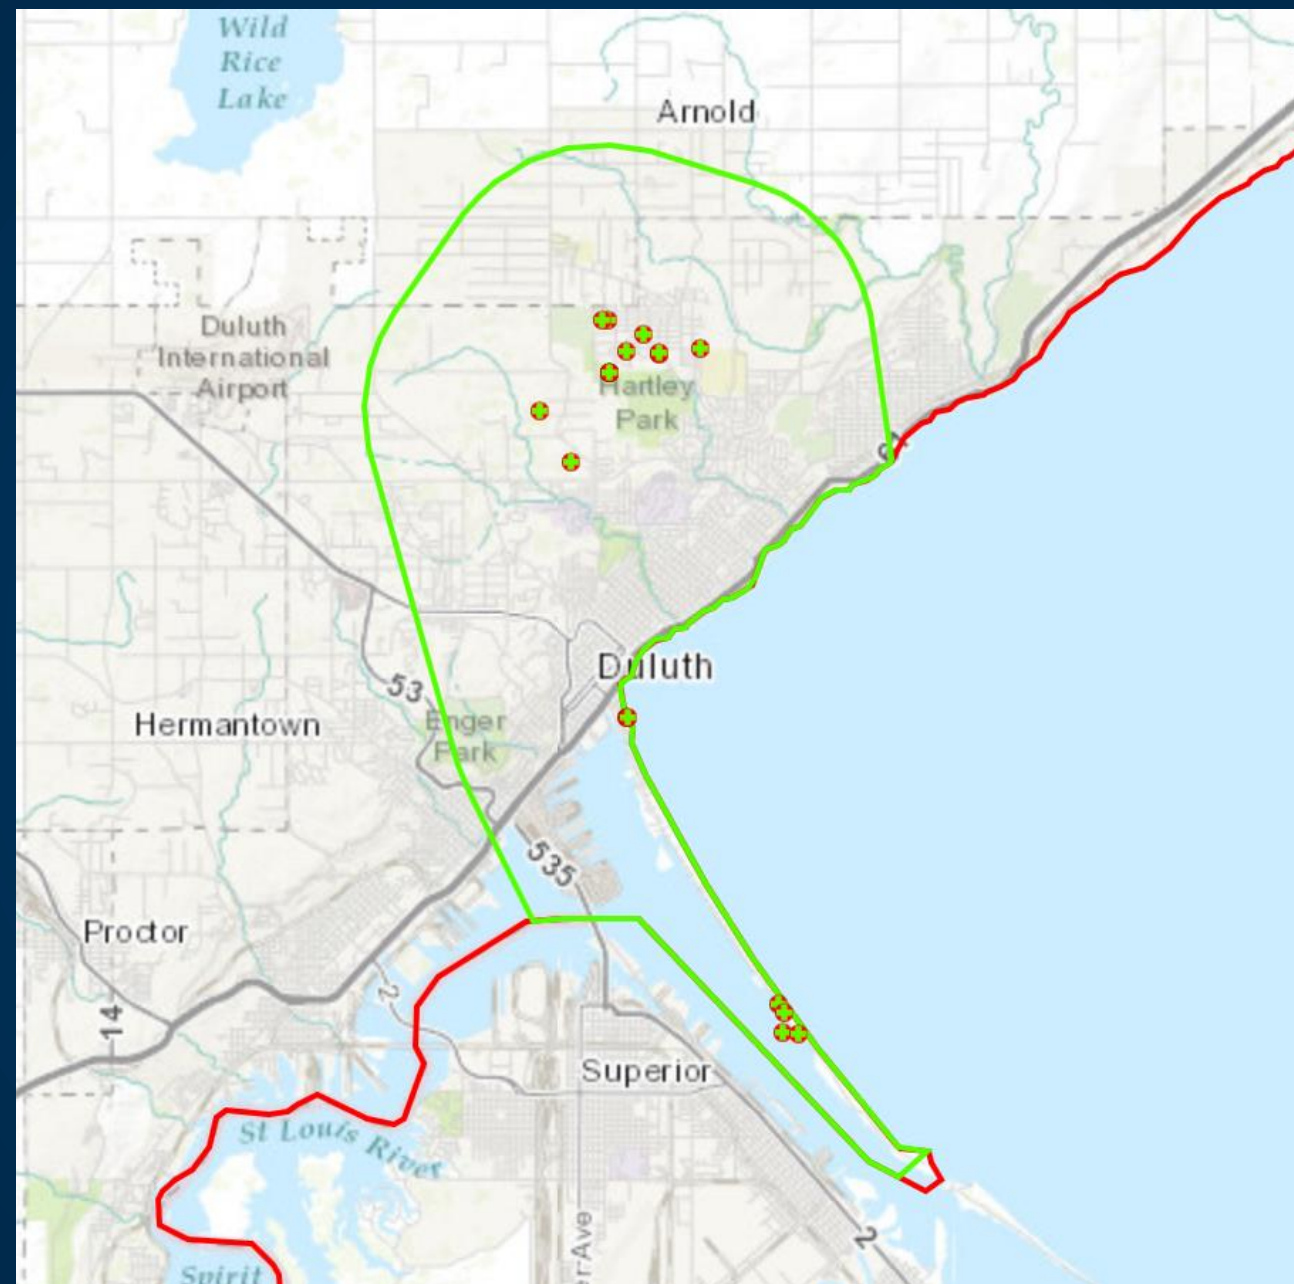 Wild
Rice
Lake
Arnold
Duluth
International
Airport
Hartley
Park
61
Duluth
53
Hermantown
Enger
Park
535
Proctor
2
14
Superior
St Louis River
2
Spirit